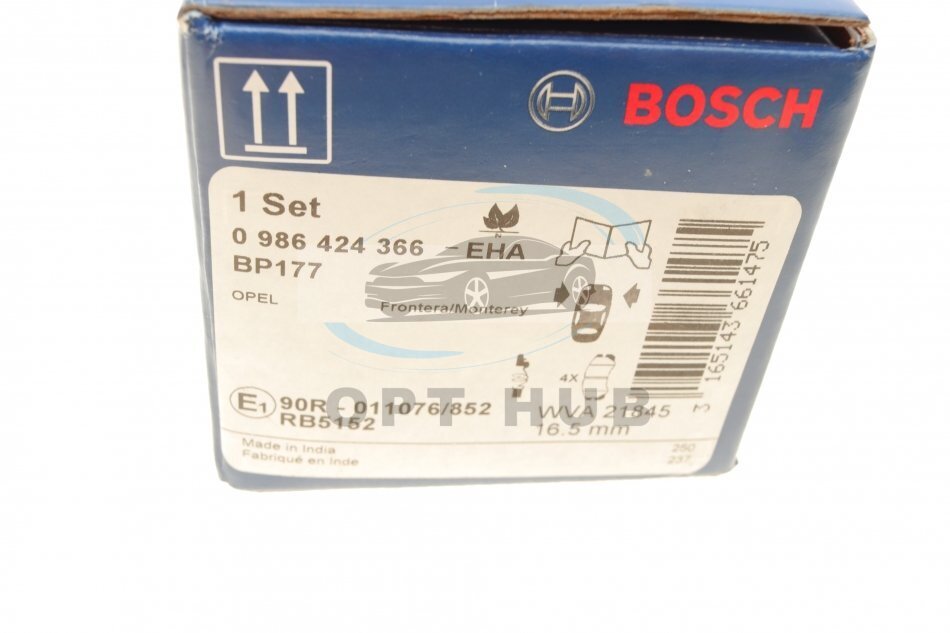 BOSCH
1 Set
0 986 424 366 - EHA
BP177
OPEL
Frontera/Monterey
4X
E1 90R - 011076/852
RB5152
WVA 21845
16.5 mm
Made in India
Fabriqué en Inde
250
237
3 165143 661475
OPT HUB